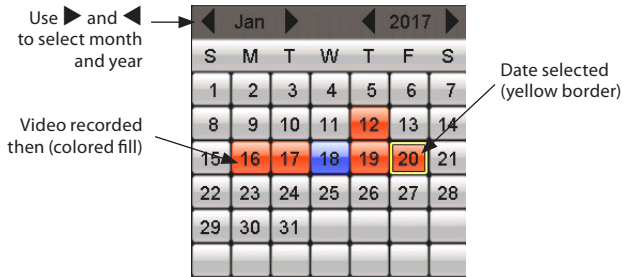 Use ▶ and ◀
to select month
and year
◀ Jan ▶ ◀ 2017 ▶
S M T W T F S
1 2 3 4 5 6 7
8 9 10 11 12 13 14
15 16 17 18 19 20 21
22 23 24 25 26 27 28
29 30 31
Video recorded
then (colored fill)
Date selected
(yellow border)